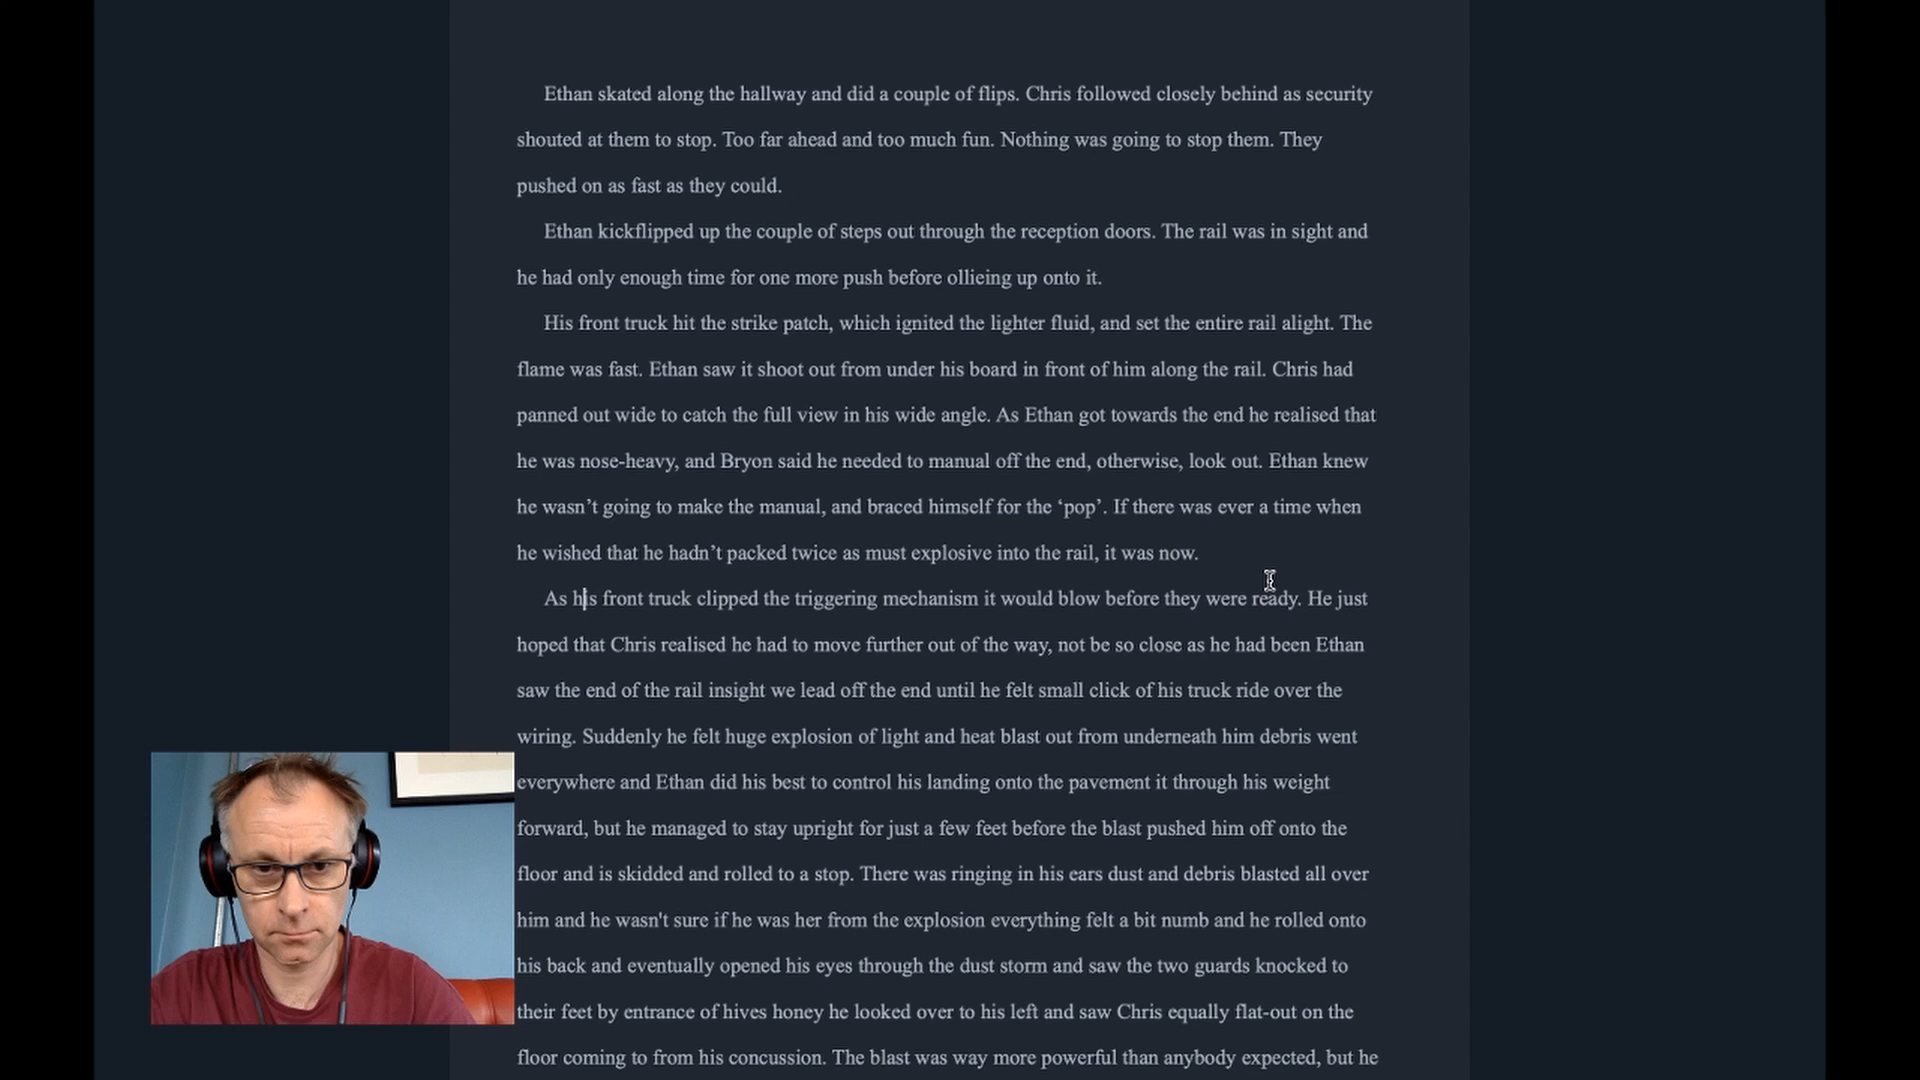 Ethan skated along the hallway and did a couple of flips. Chris followed closely behind as security
shouted at them to stop. Too far ahead and too much fun. Nothing was going to stop them. They
pushed on as fast as they could.
Ethan kickflipped up the couple of steps out through the reception doors. The rail was in sight and
he had only enough time for one more push before ollieing up onto it.
His front truck hit the strike patch, which ignited the lighter fluid, and set the entire rail alight. The
flame was fast. Ethan saw it shoot out from under his board in front of him along the rail. Chris had
panned out wide to catch the full view in his wide angle. As Ethan got towards the end he realised that
he was nose-heavy, and Bryon said he needed to manual off the end, otherwise, look out. Ethan knew
he wasn’t going to make the manual, and braced himself for the ‘pop’. If there was ever a time when
he wished that he hadn’t packed twice as must explosive into the rail, it was now.
As his front truck clipped the triggering mechanism it would blow before they were ready. He just
hoped that Chris realised he had to move further out of the way, not be so close as he had been Ethan
saw the end of the rail insight we lead off the end until he felt small click of his truck ride over the
wiring. Suddenly he felt huge explosion of light and heat blast out from underneath him debris went
everywhere and Ethan did his best to control his landing onto the pavement it through his weight
forward, but he managed to stay upright for just a few feet before the blast pushed him off onto the
floor and is skidded and rolled to a stop. There was ringing in his ears dust and debris blasted all over
him and he wasn't sure if he was her from the explosion everything felt a bit numb and he rolled onto
his back and eventually opened his eyes through the dust storm and saw the two guards knocked to
their feet by entrance of hives honey he looked over to his left and saw Chris equally flat-out on the
floor coming to from his concussion. The blast was way more powerful than anybody expected, but he